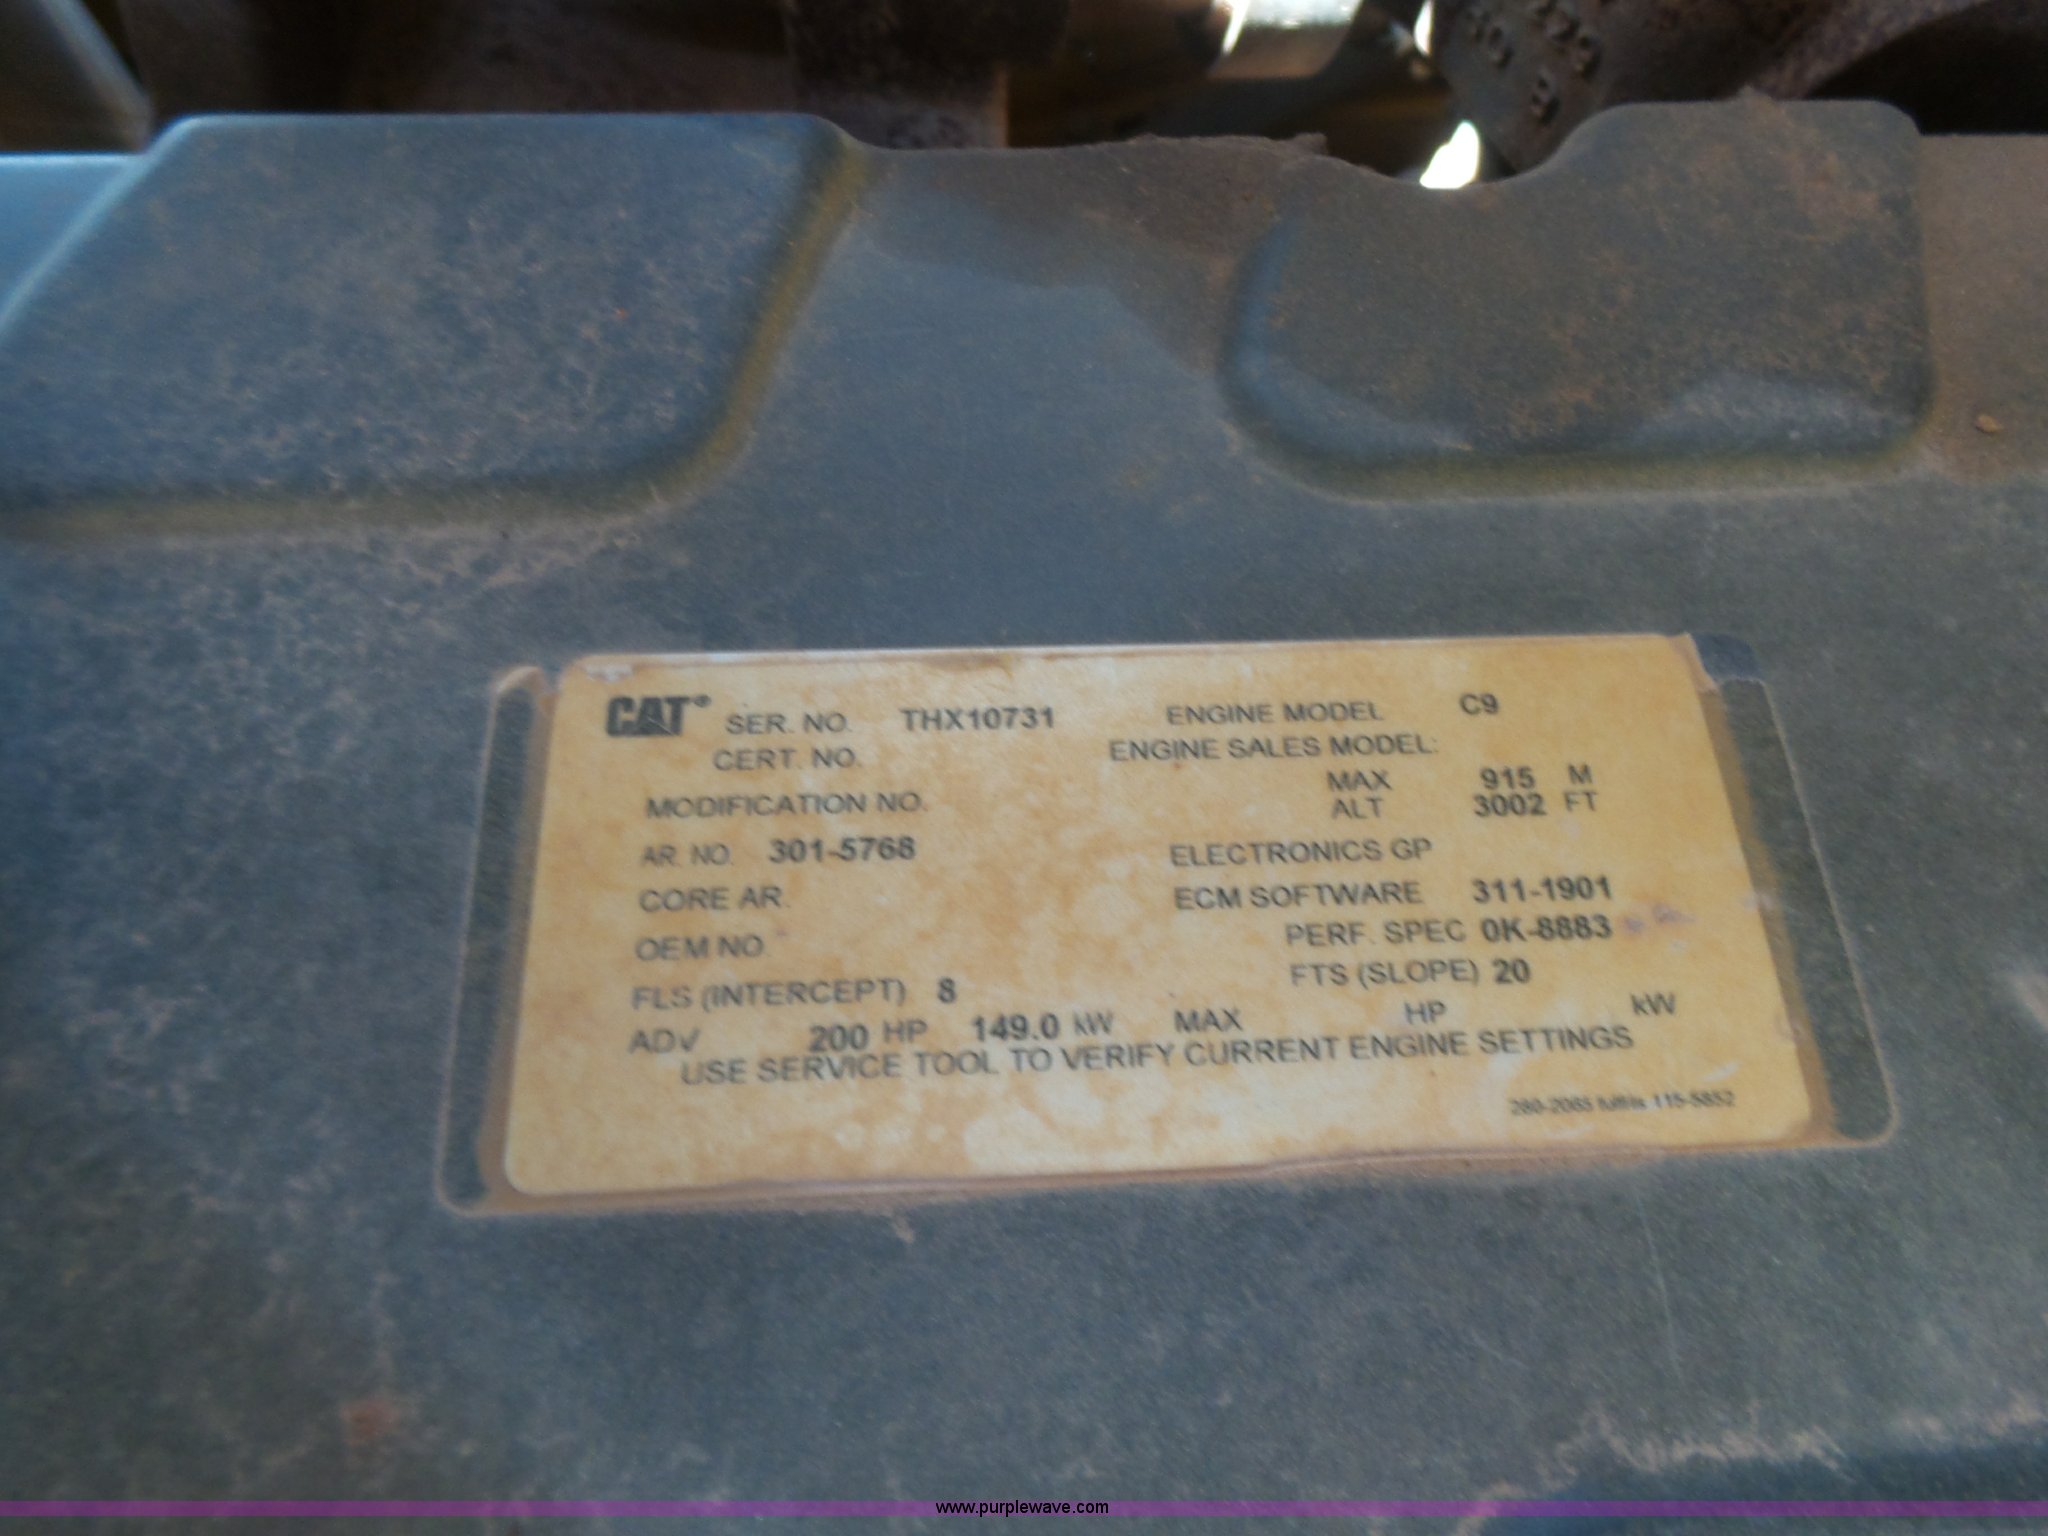 CAT® SER. NO. THX10731 ENGINE MODEL C9
CERT. NO. ENGINE SALES MODEL:
MODIFICATION NO. MAX 915 M
ALT 3002 FT
AR. NO. 301-5768 ELECTRONICS GP
CORE AR. ECM SOFTWARE 311-1901
OEM NO. PERF. SPEC 0K-8883
FLS (INTERCEPT) 8 FTS (SLOPE) 20
ADV 200 HP 149.0 kW MAX HP kW
USE SERVICE TOOL TO VERIFY CURRENT ENGINE SETTINGS
115-5852
www.purplewave.com